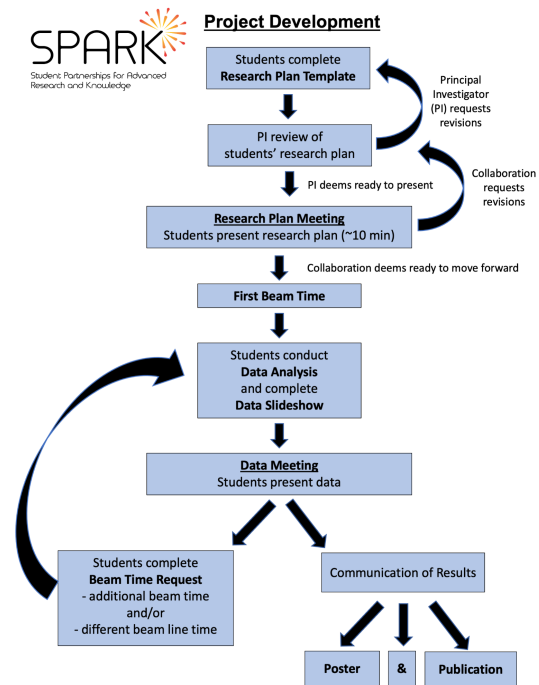 Project Development
SPARK
Student Partnerships for Advanced
Research and Knowledge
Students complete
Research Plan Template
Principal
Investigator
(PI) requests
revisions
PI review of
students’ research plan
Collaboration
requests
revisions
PI deems ready to present
Research Plan Meeting
Students present research plan (~10 min)
Collaboration deems ready to move forward
First Beam Time
Students conduct
Data Analysis
and complete
Data Slideshow
Data Meeting
Students present data
Students complete
Beam Time Request
- additional beam time
and/or
- different beam line time
Communication of Results
Poster
&
Publication